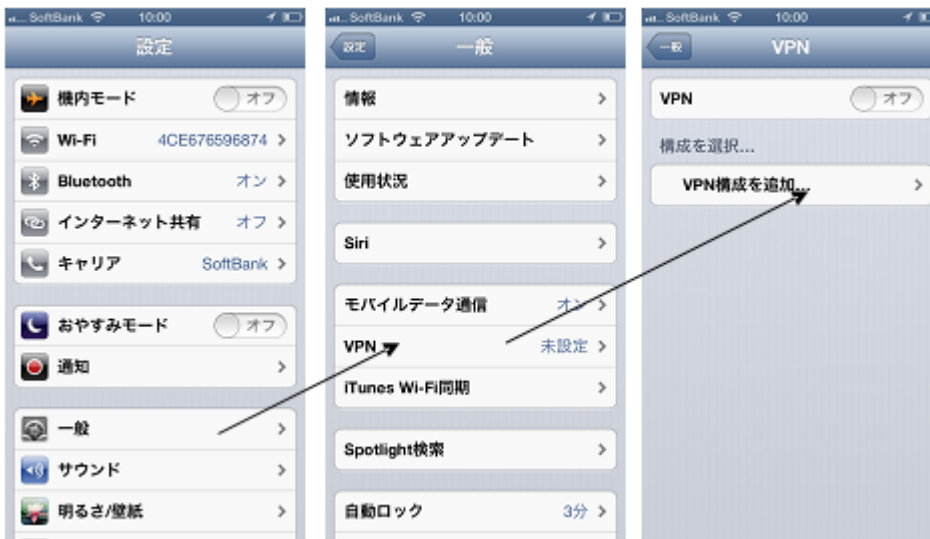 SoftBank 10:00
設定
機内モード オフ
Wi-Fi 4CE676596874
Bluetooth オン
インターネット共有 オフ
キャリア SoftBank
おやすみモード オフ
通知
一般
サウンド
明るさ/壁紙
SoftBank 10:00
設定 一般
情報
ソフトウェアアップデート
使用状況
Siri
モバイルデータ通信 オン
VPN 未設定
iTunes Wi-Fi同期
Spotlight検索
自動ロック 3分
SoftBank 10:00
一般 VPN
VPN オフ
構成を選択...
VPN構成を追加...